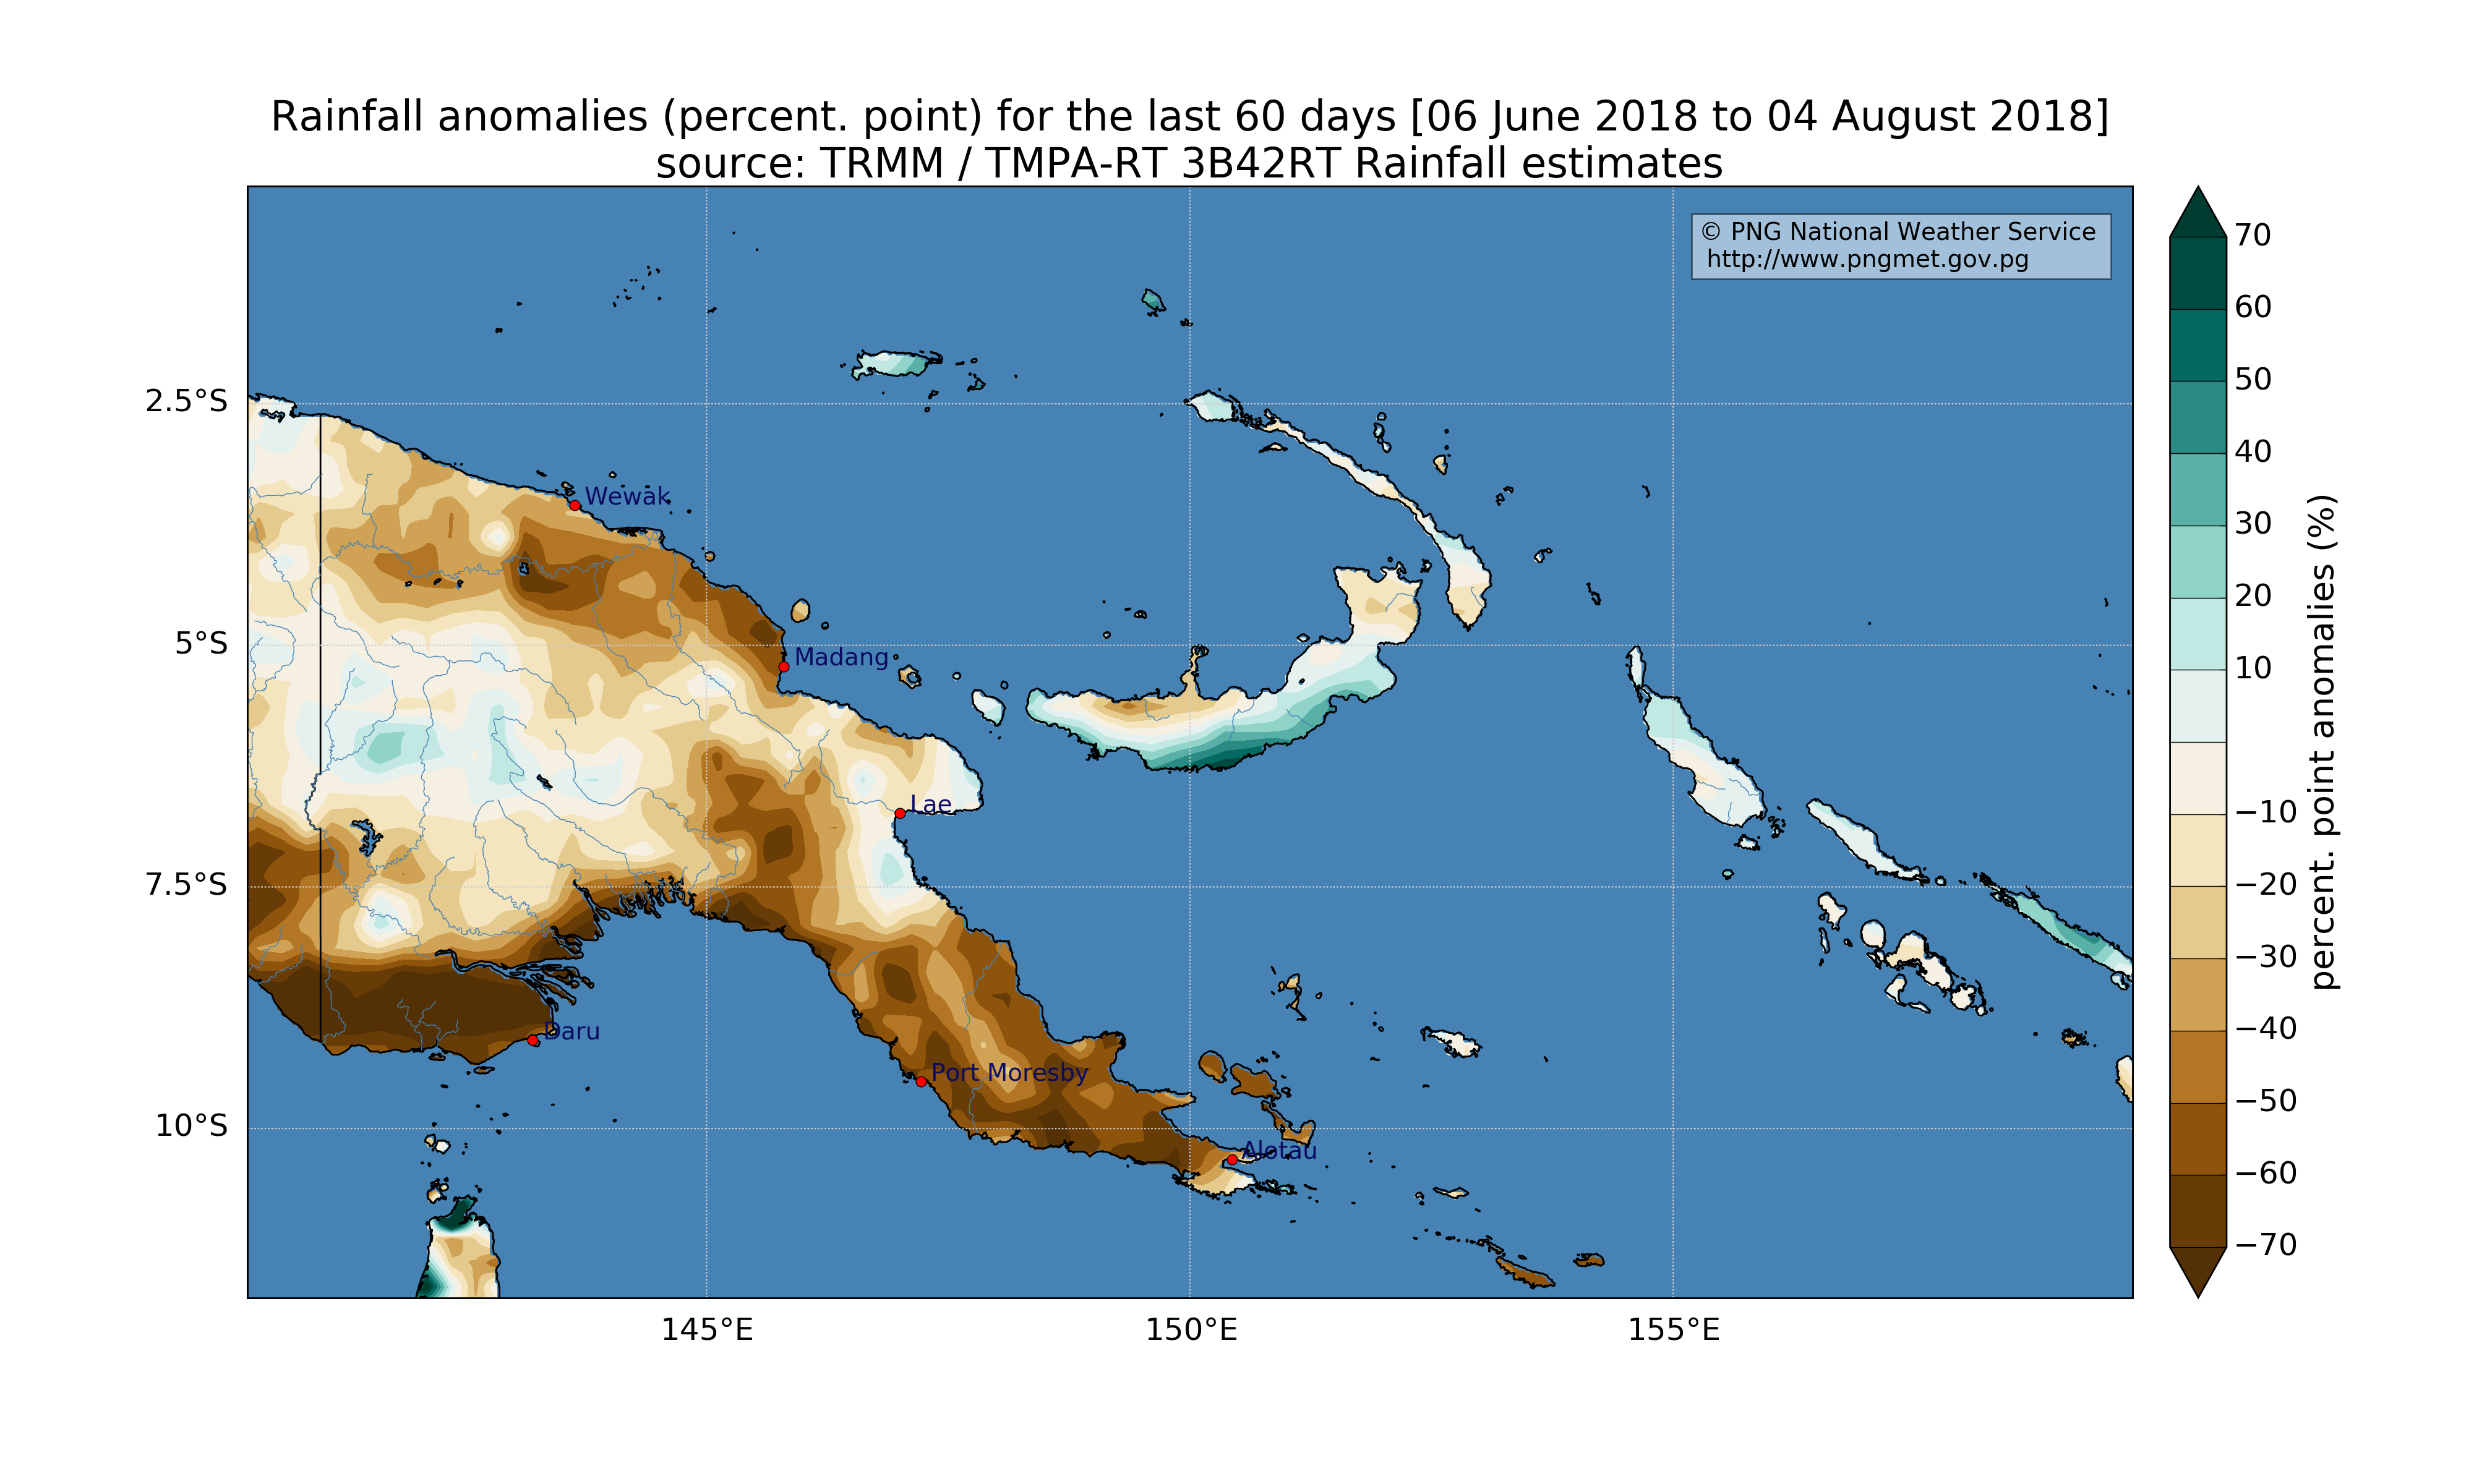 Rainfall anomalies (percent. point) for the last 60 days [06 June 2018 to 04 August 2018]
source: TRMM / TMPA-RT 3B42RT Rainfall estimates
© PNG National Weather Service
http://www.pngmet.gov.pg
2.5°S
5°S
7.5°S
10°S
145°E
150°E
155°E
Wewak
Madang
Lae
Daru
Port Moresby
Alotau
70
60
50
40
30
20
10
−10
−20
−30
−40
−50
−60
−70
percent. point anomalies (%)